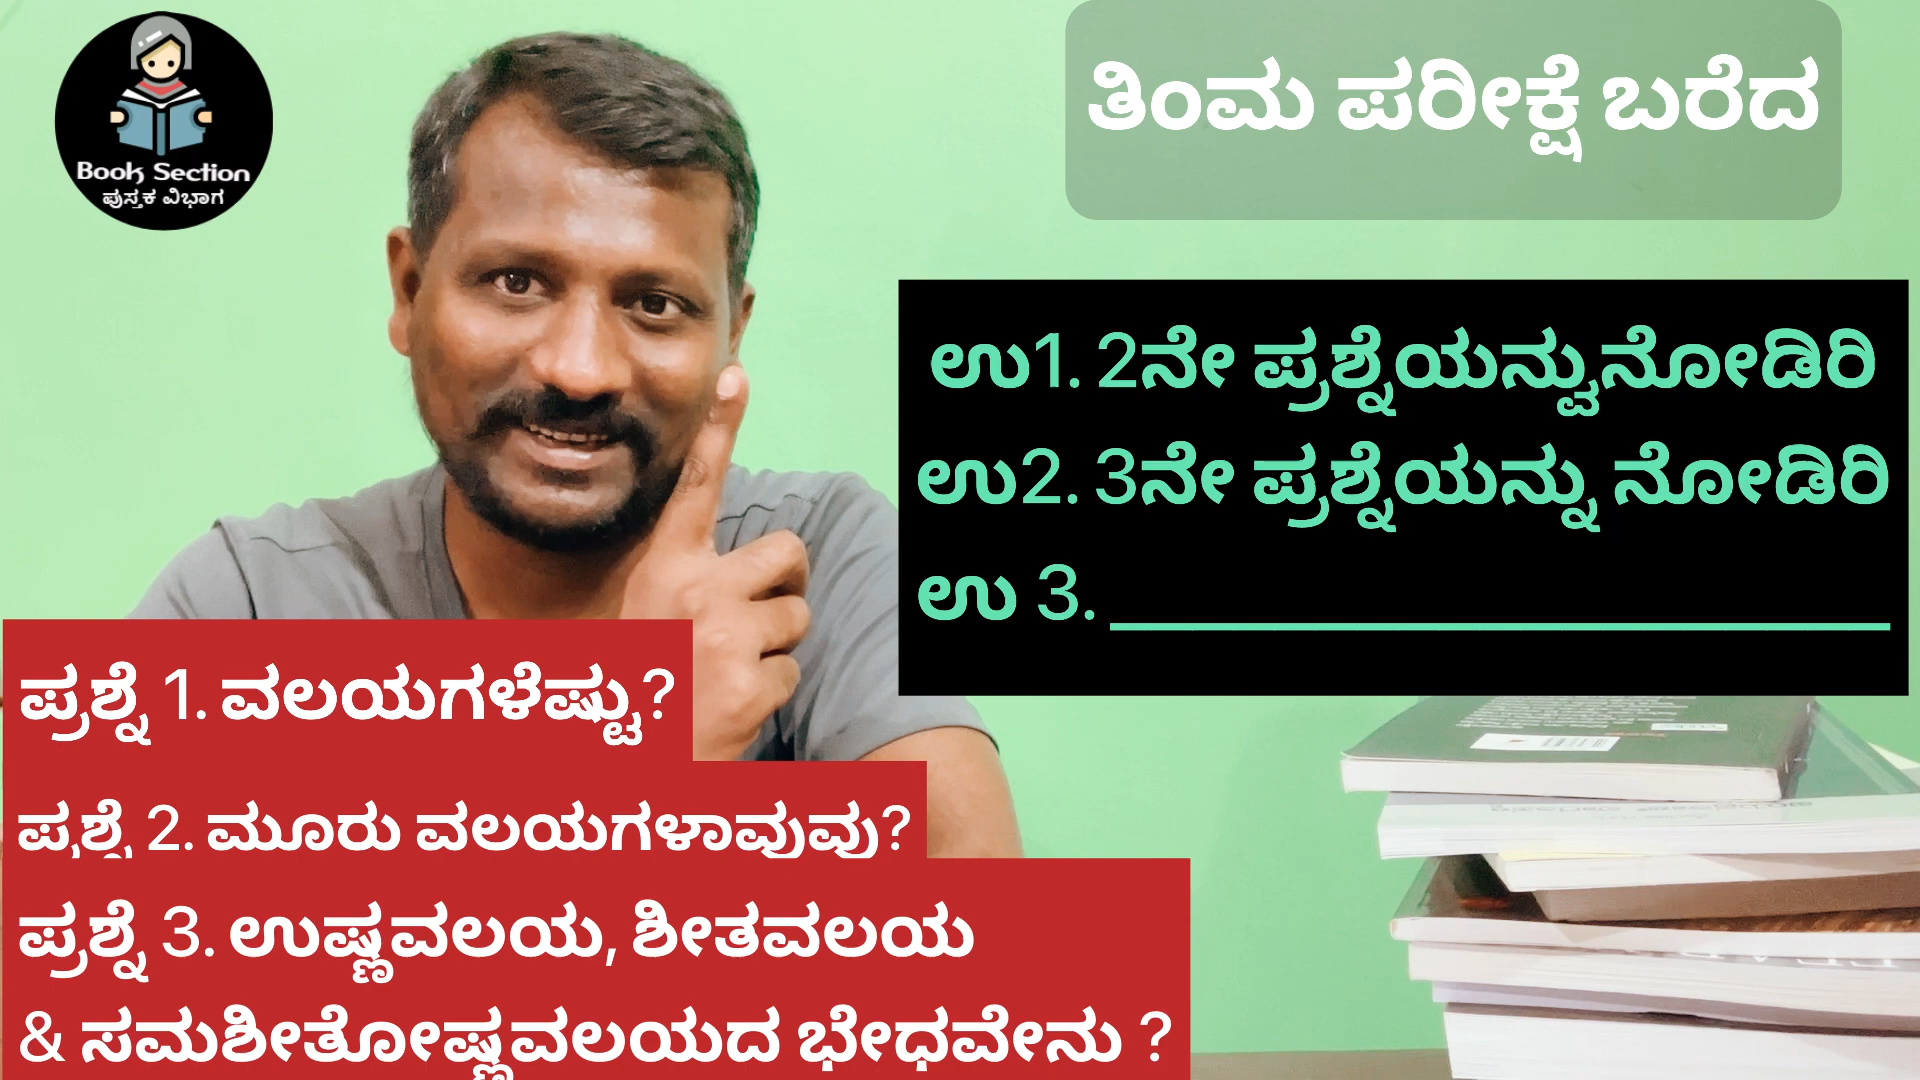 Book Section
ಪುಸ್ತಕ ವಿಭಾಗ
ತಿಂಮ ಪರೀಕ್ಷೆ ಬರೆದ
ಉ1. 2ನೇ ಪ್ರಶ್ನೆಯನ್ನುನೋಡಿರಿ
ಉ2. 3ನೇ ಪ್ರಶ್ನೆಯನ್ನು ನೋಡಿರಿ
ಉ 3. ____________________
ಪ್ರಶ್ನೆ 1. ವಲಯಗಳೆಷ್ಟು?
ಪ್ರಶ್ನೆ 2. ಮೂರು ವಲಯಗಳಾವುವು?
ಪ್ರಶ್ನೆ 3. ಉಷ್ಣವಲಯ, ಶೀತವಲಯ
& ಸಮಶೀತೋಷ್ಣವಲಯದ ಭೇಧವೇನು ?